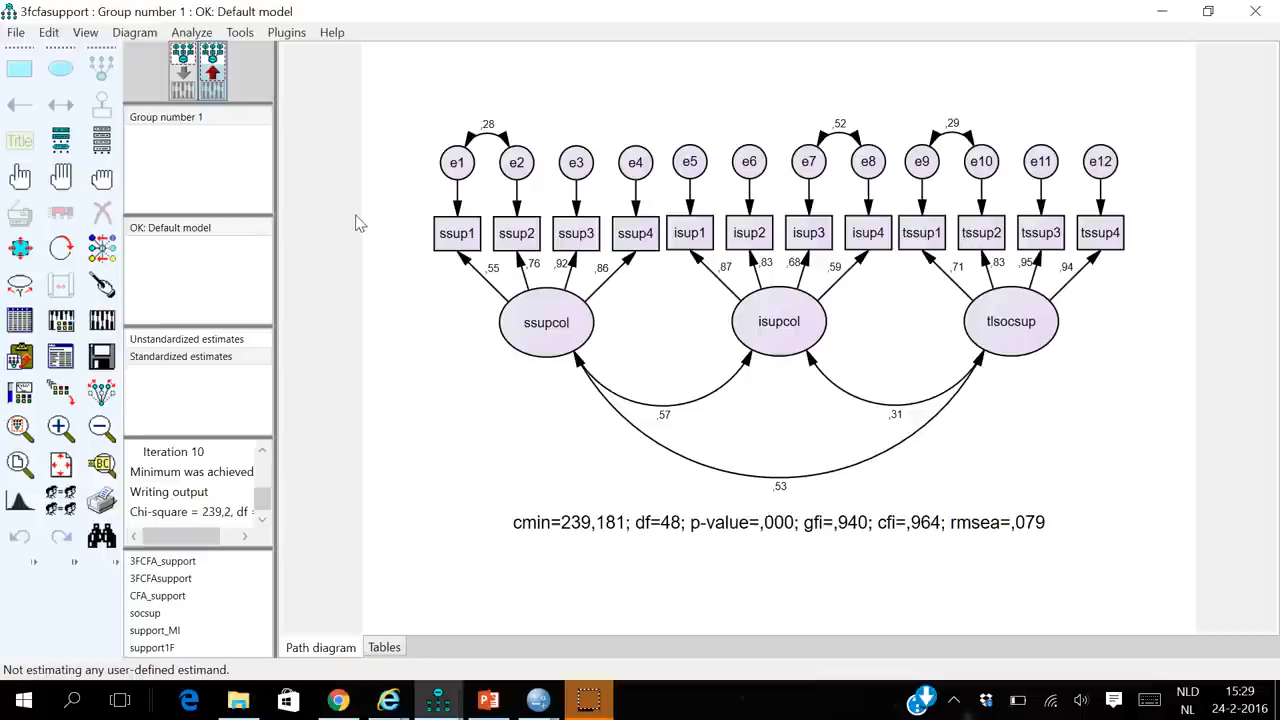 3fcfasupport : Group number 1 : OK: Default model
File Edit View Diagram Analyze Tools Plugins Help
Title
BC
Group number 1
OK: Default model
Unstandardized estimates
Standardized estimates
Iteration 10
Minimum was achieved
Writing output
Chi-square = 239,2, df =
3FCFA_support
3FCFAsupport
CFA_support
socsup
support_MI
support1F
,28 ,52 ,29
e1 e2 e3 e4 e5 e6 e7 e8 e9 e10 e11 e12
ssup1 ssup2 ssup3 ssup4 isup1 isup2 isup3 isup4 tssup1 tssup2 tssup3 tssup4
,55 ,76 ,92 ,86 ,87 ,83 ,68 ,59 ,71 ,83 ,95 ,94
ssupcol isupcol tlsocsup
,57 ,31
,53
cmin=239,181; df=48; p-value=,000; gfi=,940; cfi=,964; rmsea=,079
Path diagram Tables
Not estimating any user-defined estimand.
NLD 15:29
NL 24-2-2016